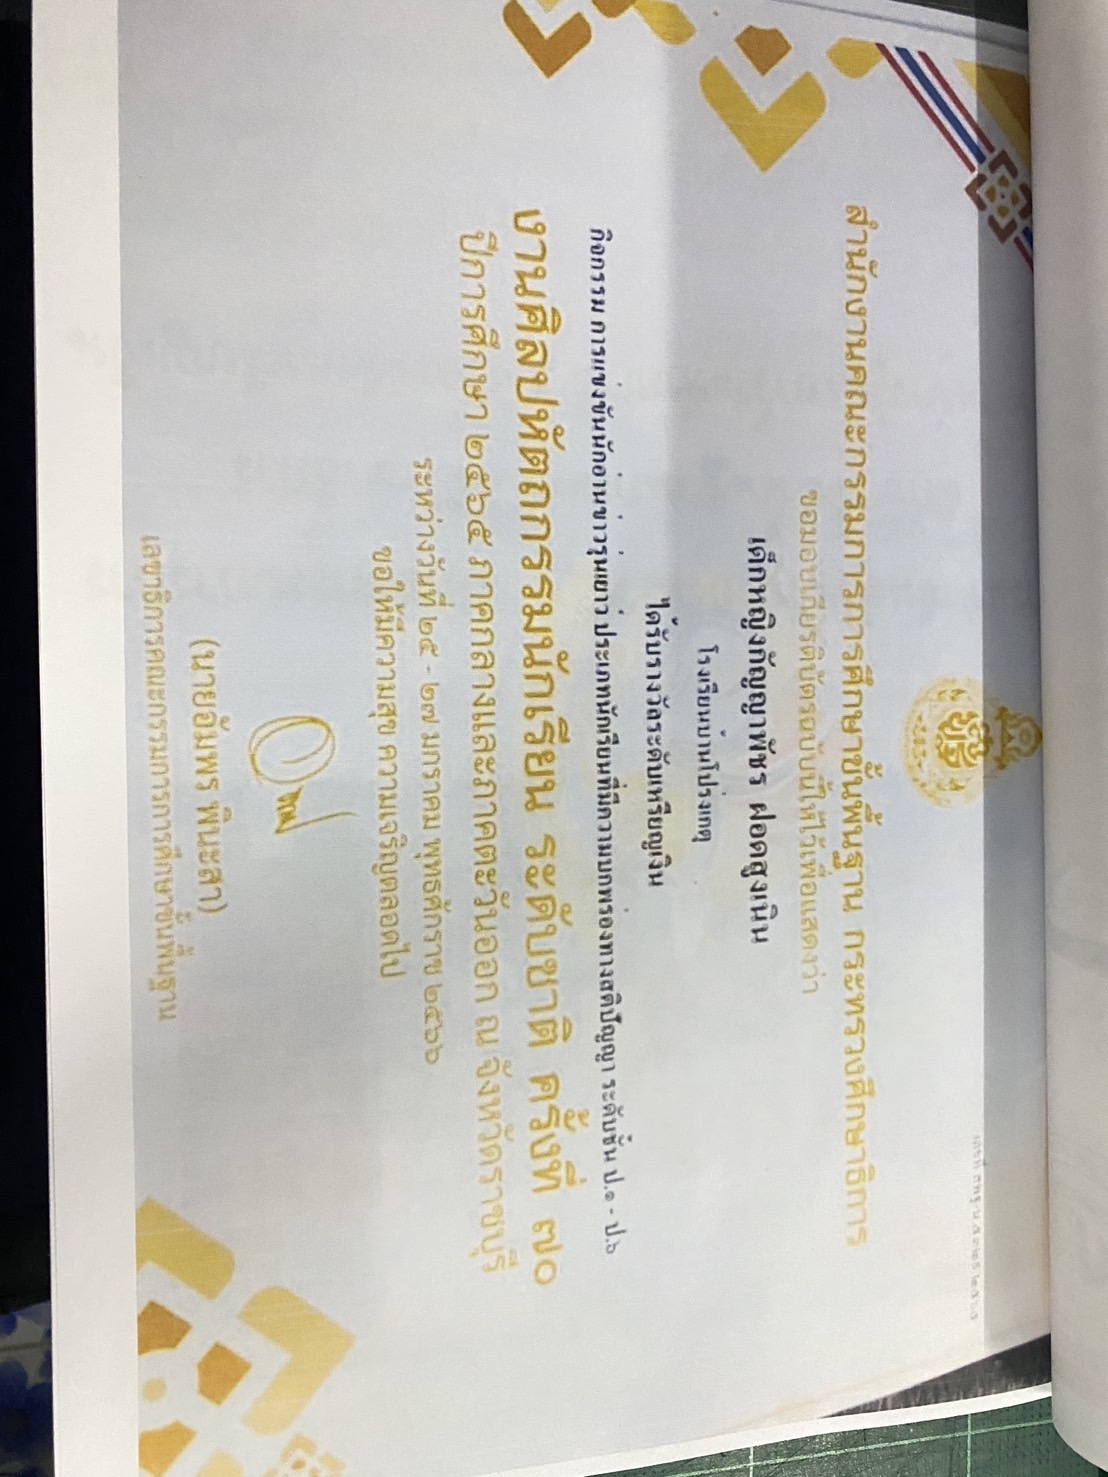 สำนักงานคณะกรรมการการศึกษาขั้นพื้นฐาน กระทรวงศึกษาธิการ
ขอมอบเกียรติบัตรฉบับนี้ให้ไว้เพื่อแสดงว่า
เด็กหญิงกัญญาพัชร ฝอดสูงเนิน
โรงเรียนบ้านโป่งเกตุ
ได้รับรางวัลระดับเหรียญเงิน
กิจกรรม การแข่งขันนักอ่านข่าวรุ่นเยาว์ ประเภทนักเรียนที่มีความบกพร่องทางสติปัญญา ระดับชั้น ป.๑ - ป.๖
งานศิลปหัตถกรรมนักเรียน ระดับชาติ ครั้งที่ ๗๐
ปีการศึกษา ๒๕๖๕ ภาคกลางและภาคตะวันออก ณ จังหวัดราชบุรี
ระหว่างวันที่ ๒๕ - ๒๗ มกราคม พุทธศักราช ๒๕๖๖
ขอให้มีความสุข ความเจริญตลอดไป
(นายอัมพร พินะสา)
เลขาธิการคณะกรรมการการศึกษาขั้นพื้นฐาน